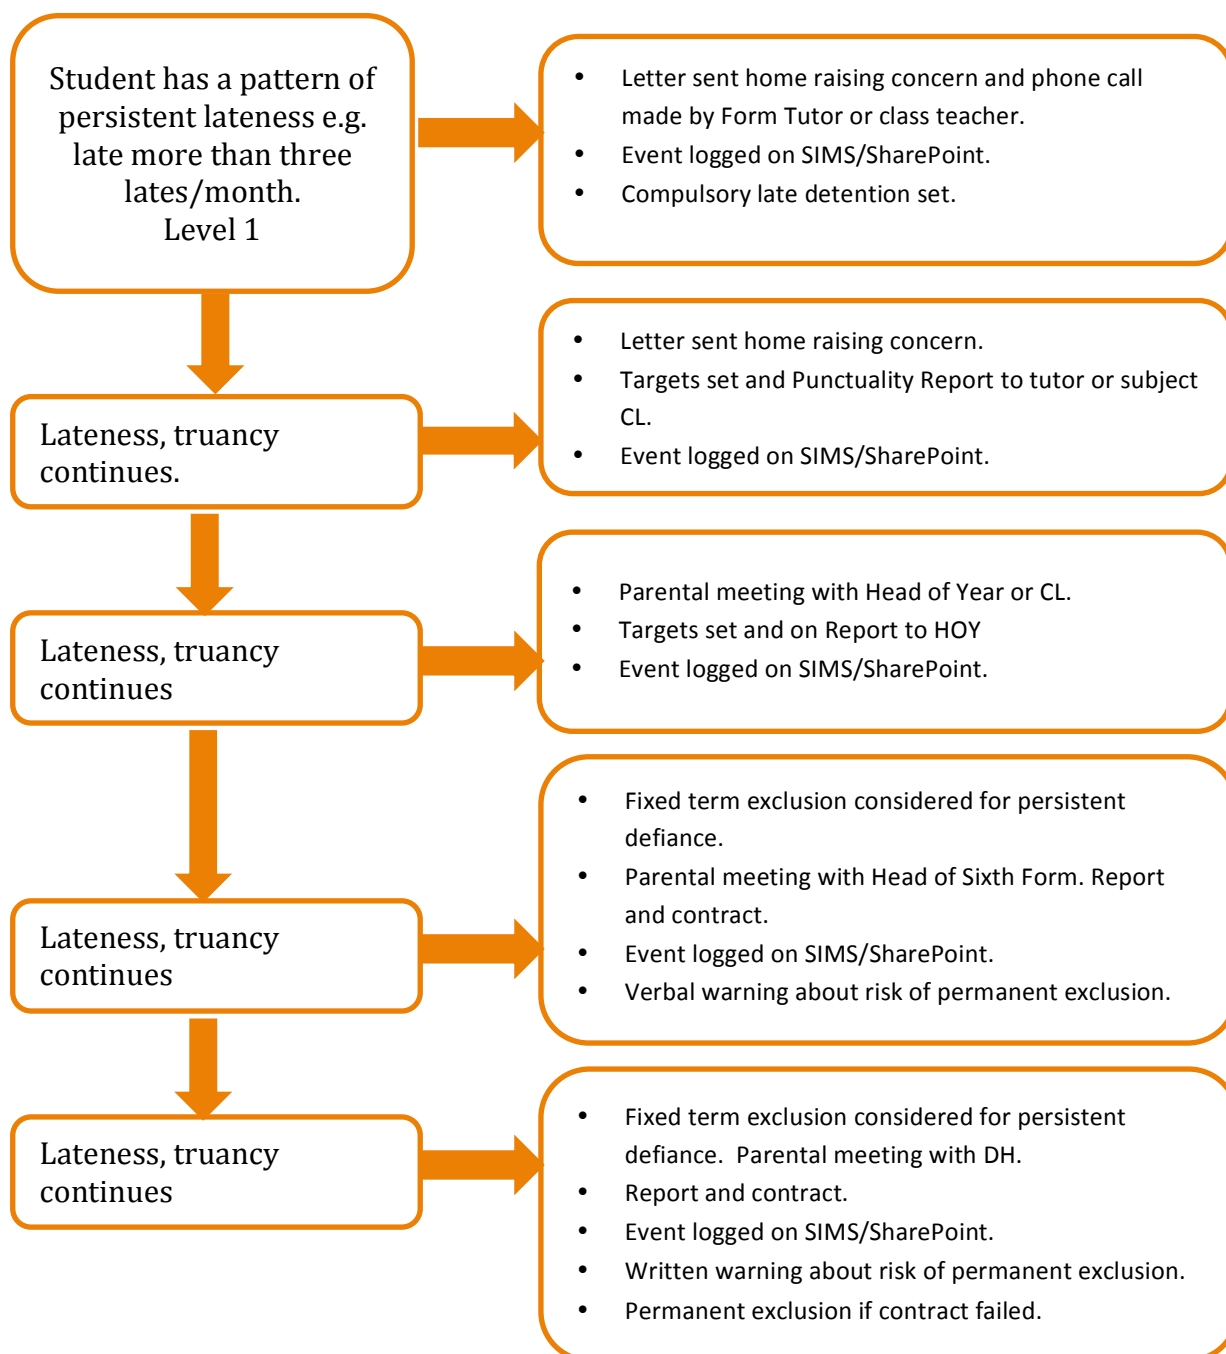 Student has a pattern of
persistent lateness e.g.
late more than three
lates/month.
Level 1
• Letter sent home raising concern and phone call
made by Form Tutor or class teacher.
• Event logged on SIMS/SharePoint.
• Compulsory late detention set.
Lateness, truancy
continues.
• Letter sent home raising concern.
• Targets set and Punctuality Report to tutor or subject
CL.
• Event logged on SIMS/SharePoint.
Lateness, truancy
continues
• Parental meeting with Head of Year or CL.
• Targets set and on Report to HOY
• Event logged on SIMS/SharePoint.
Lateness, truancy
continues
• Fixed term exclusion considered for persistent
defiance.
• Parental meeting with Head of Sixth Form. Report
and contract.
• Event logged on SIMS/SharePoint.
• Verbal warning about risk of permanent exclusion.
Lateness, truancy
continues
• Fixed term exclusion considered for persistent
defiance.  Parental meeting with DH.
• Report and contract.
• Event logged on SIMS/SharePoint.
• Written warning about risk of permanent exclusion.
• Permanent exclusion if contract failed.